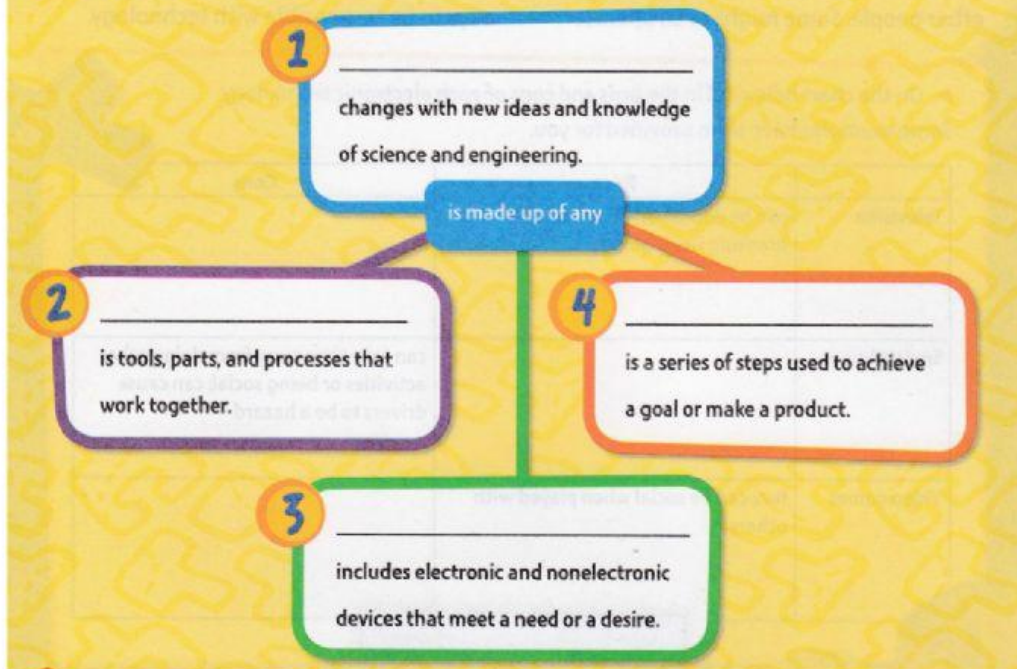 1
changes with new ideas and knowledge
of science and engineering.
is made up of any
2
is tools, parts, and processes that
work together.
4
is a series of steps used to achieve
a goal or make a product.
3
includes electronic and nonelectronic
devices that meet a need or a desire.